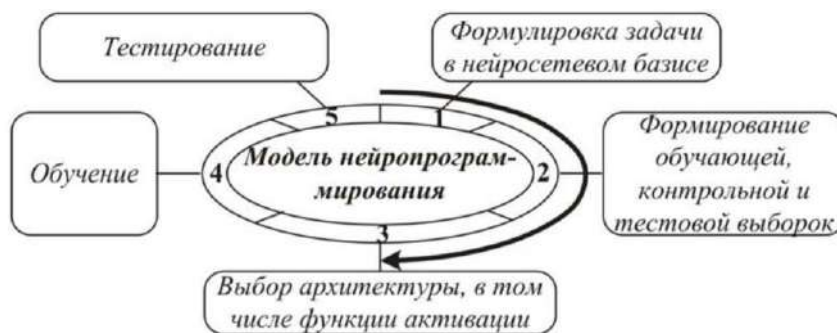 Тестирование
Формулировка задачи
в нейросетевом базисе
5
1
Обучение
4
Модель нейропрограм-
мирования
2
Формирование
обучающей,
контрольной и
тестовой выборок
3
Выбор архитектуры, в том
числе функции активации